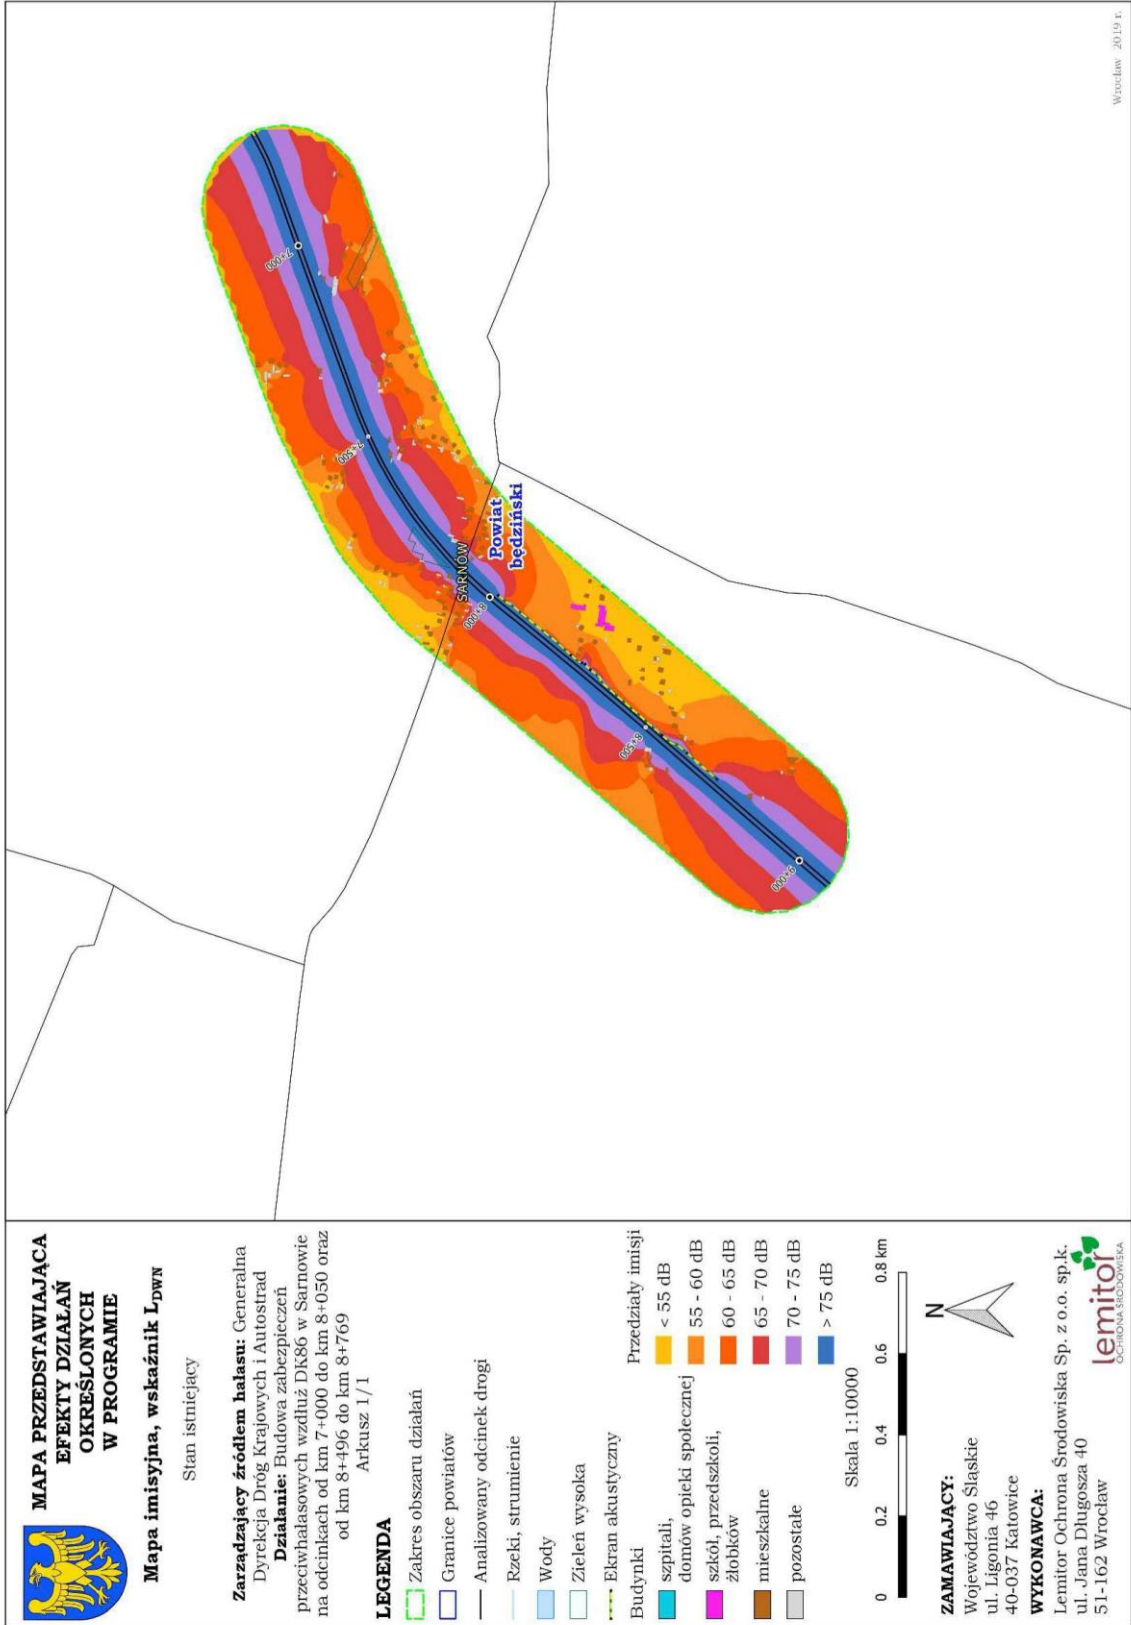 MAPA PRZEDSTAWIAJĄCA
EFEKTY DZIAŁAŃ
OKREŚLONYCH
W PROGRAMIE
Mapa imisyjna, wskaźnik LDWN
Stan istniejący
Zarządzający źródłem hałasu: Generalna
Dyrekcja Dróg Krajowych i Autostrad
Działanie: Budowa zabezpieczeń
przeciwhałasowych wzdłuż DK86 w Sarnowie
na odcinkach od km 7+000 do km 8+050 oraz
od km 8+496 do km 8+769
Arkusz 1/1
LEGENDA
Zakres obszaru działań
Granice powiatów
Analizowany odcinek drogi
Rzeki, strumienie
Wody
Zieleń wysoka
Ekran akustyczny
Budynki
szpitali,
domów opieki społecznej
szkół, przedszkoli,
żłobków
mieszkalne
pozostałe
Przedziały imisji
< 55 dB
55 - 60 dB
60 - 65 dB
65 - 70 dB
70 - 75 dB
> 75 dB
Skala 1:10000
0 0.2 0.4 0.6 0.8 km
N
ZAMAWIAJĄCY:
Województwo Śląskie
ul. Ligonia 46
40-037 Katowice
WYKONAWCA:
Lemitor Ochrona Środowiska Sp. z o.o. sp.k.
ul. Jana Długosza 40
51-162 Wrocław
lemitor
OCHRONA ŚRODOWISKA
7+000
7+500
SARNÓW
Powiat
będziński
8+000
8+500
9+000
Wrocław 2019 r.